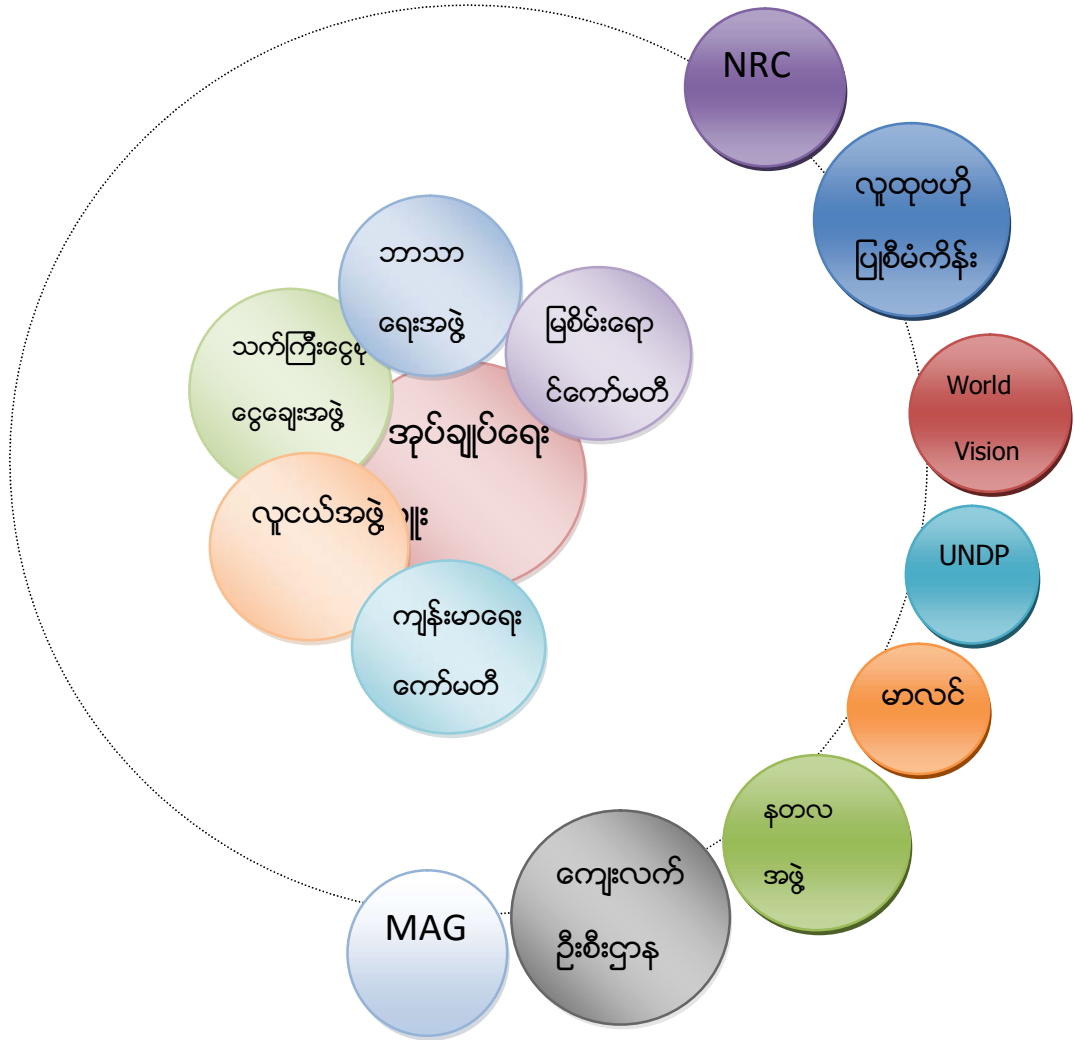 NRC
လူထုဗဟို
ပြုစီမံကိန်း
ဘာသာ
ရေးအဖွဲ့
မြစိမ်းရော
င်ကော်မတီ
သက်ကြီးငွေစု
ငွေချေးအဖွဲ့
World
Vision
အုပ်ချုပ်ရေး
လူငယ်အဖွဲ့
UNDP
ကျန်းမာရေး
ကော်မတီ
မာလင်
နတလ
အဖွဲ့
ကျေးလက်
ဦးစီးဌာန
MAG